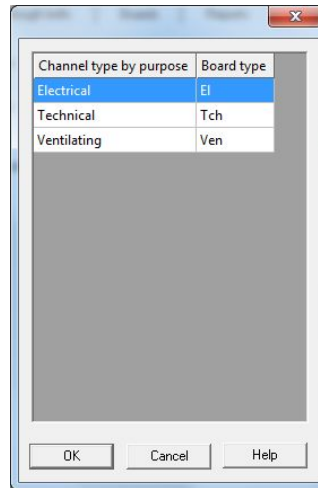 Channel type by purpose Board type
Electrical El
Technical Tch
Ventilating Ven
OK Cancel Help